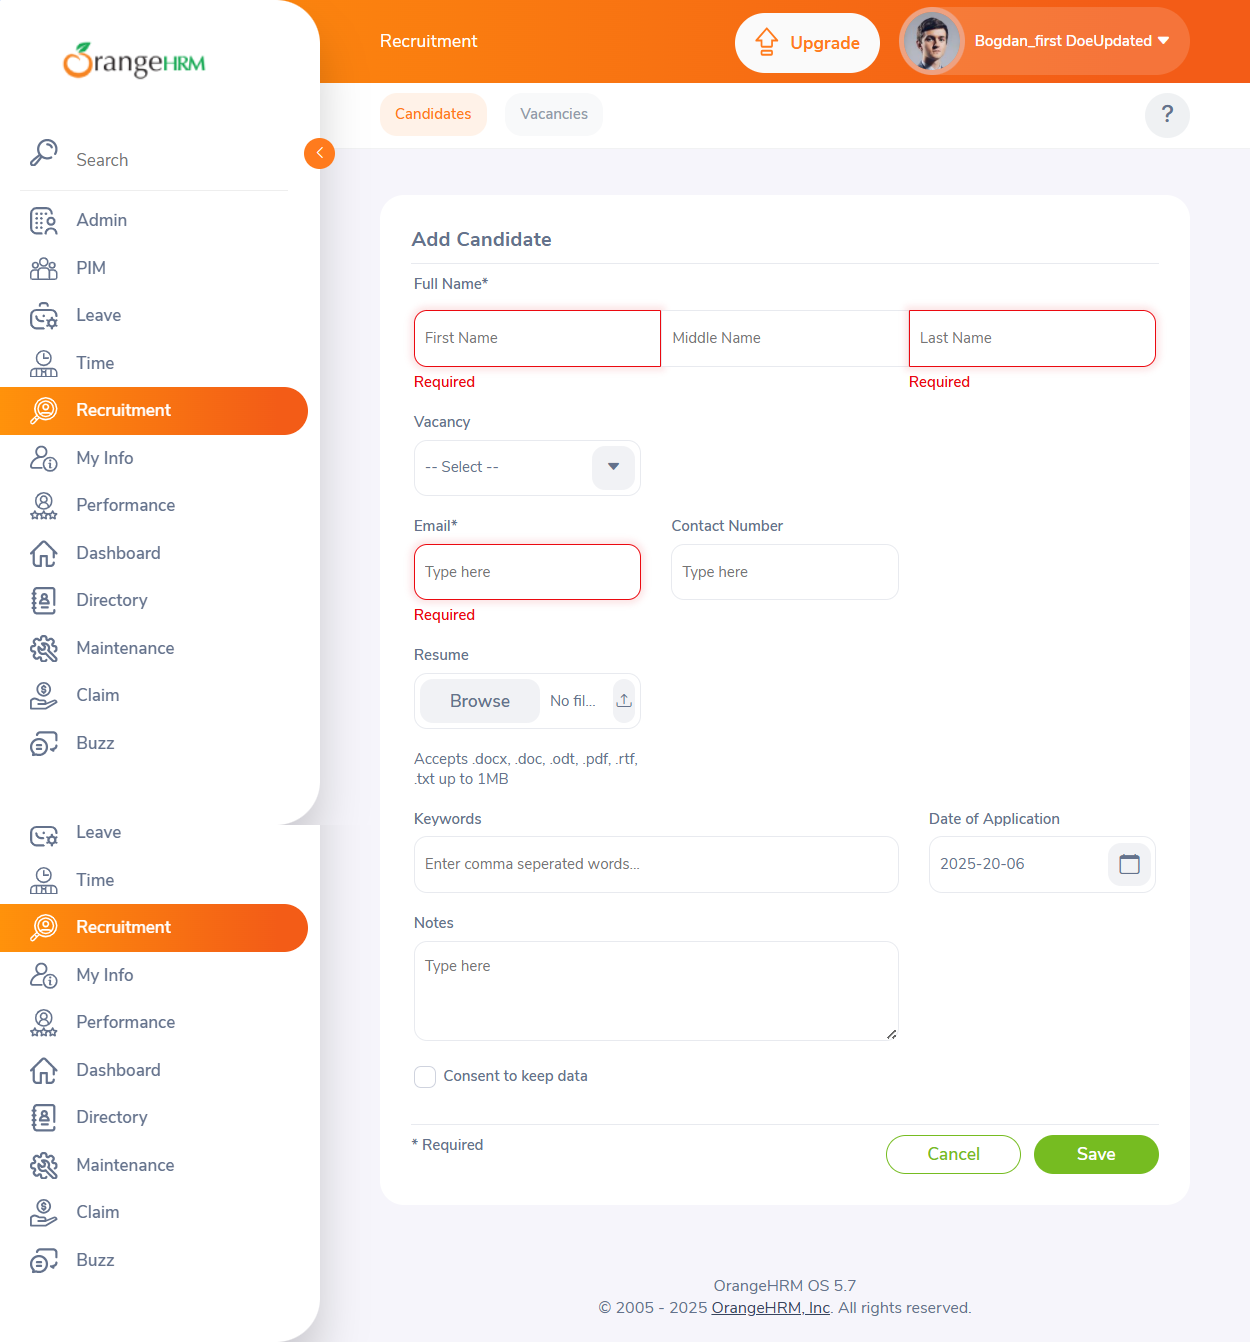 OrangeHRM
Recruitment
Upgrade
Bogdan_first DoeUpdated
Candidates
Vacancies
?
Search
Admin
PIM
Leave
Time
Recruitment
My Info
Performance
Dashboard
Directory
Maintenance
Claim
Buzz
Leave
Time
Recruitment
My Info
Performance
Dashboard
Directory
Maintenance
Claim
Buzz
Add Candidate
Full Name*
First Name
Middle Name
Last Name
Required
Required
Vacancy
-- Select --
Email*
Contact Number
Type here
Type here
Required
Resume
Browse
No fil...
Accepts .docx, .doc, .odt, .pdf, .rtf,
.txt up to 1MB
Keywords
Date of Application
Enter comma seperated words...
2025-20-06
Notes
Type here
Consent to keep data
* Required
Cancel
Save
OrangeHRM OS 5.7
© 2005 - 2025 OrangeHRM, Inc. All rights reserved.